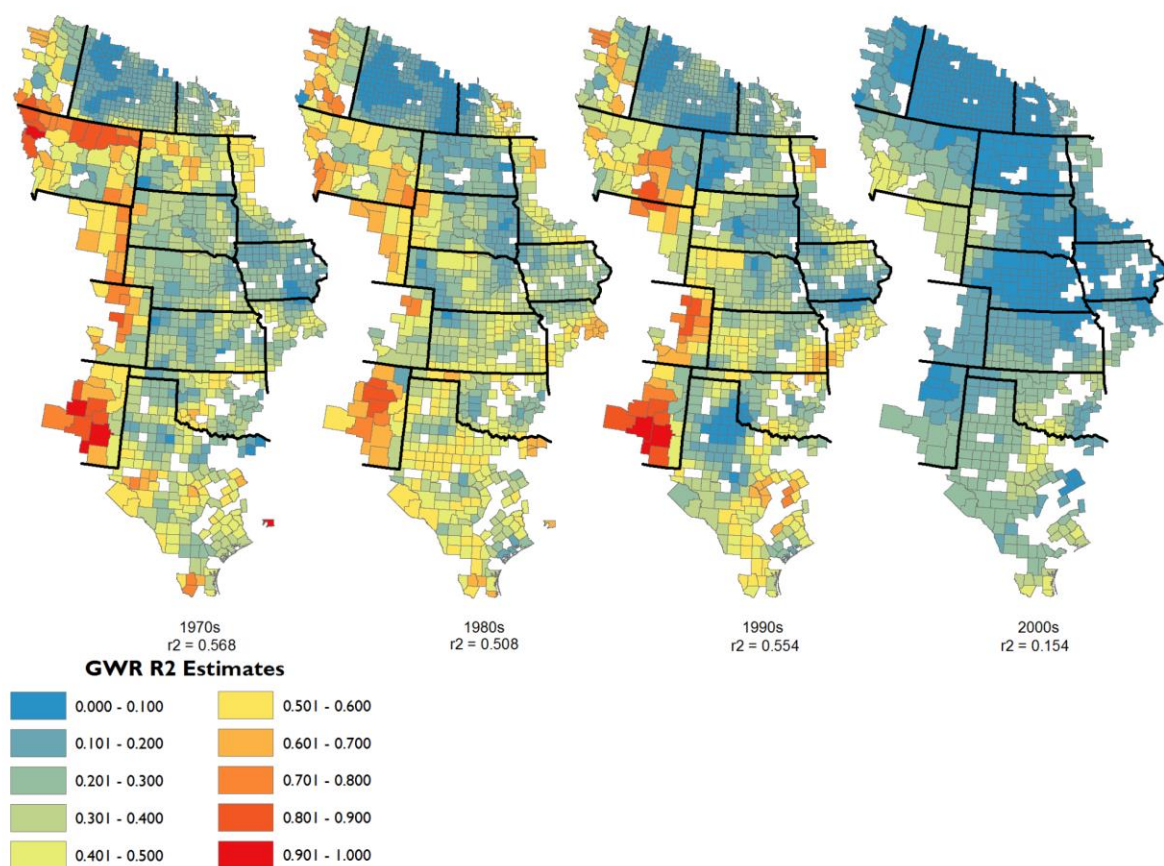 1970s
r2 = 0.568
1980s
r2 = 0.508
1990s
r2 = 0.554
2000s
r2 = 0.154
GWR R2 Estimates
0.000 - 0.100
0.101 - 0.200
0.201 - 0.300
0.301 - 0.400
0.401 - 0.500
0.501 - 0.600
0.601 - 0.700
0.701 - 0.800
0.801 - 0.900
0.901 - 1.000